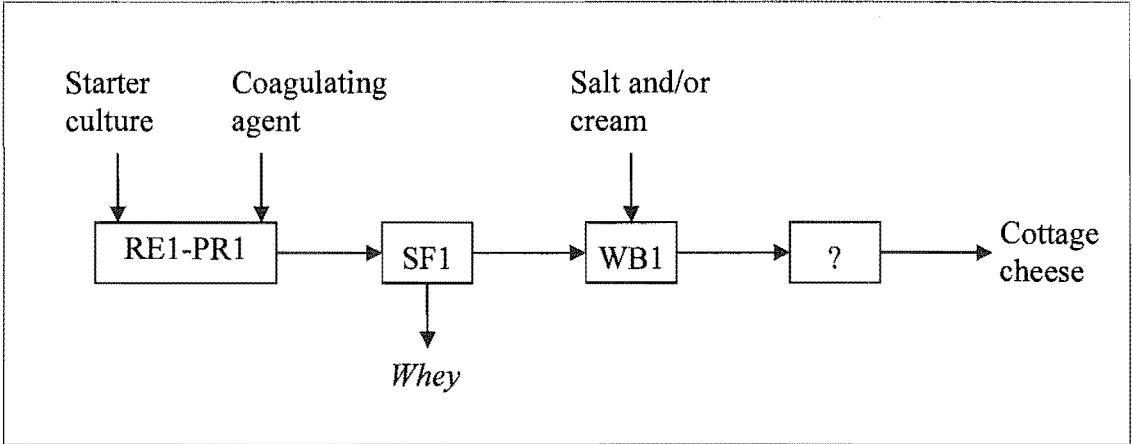 Starter
culture
Coagulating
agent
Salt and/or
cream
RE1-PR1
SF1
WB1
?
Cottage
cheese
Whey